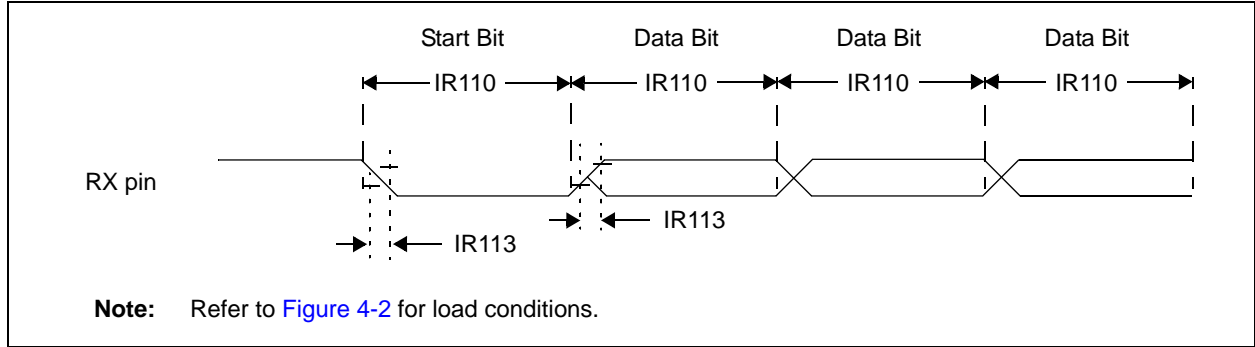 Start Bit Data Bit Data Bit Data Bit
IR110 IR110 IR110 IR110
RX pin
IR113
IR113
Note: Refer to Figure 4-2 for load conditions.